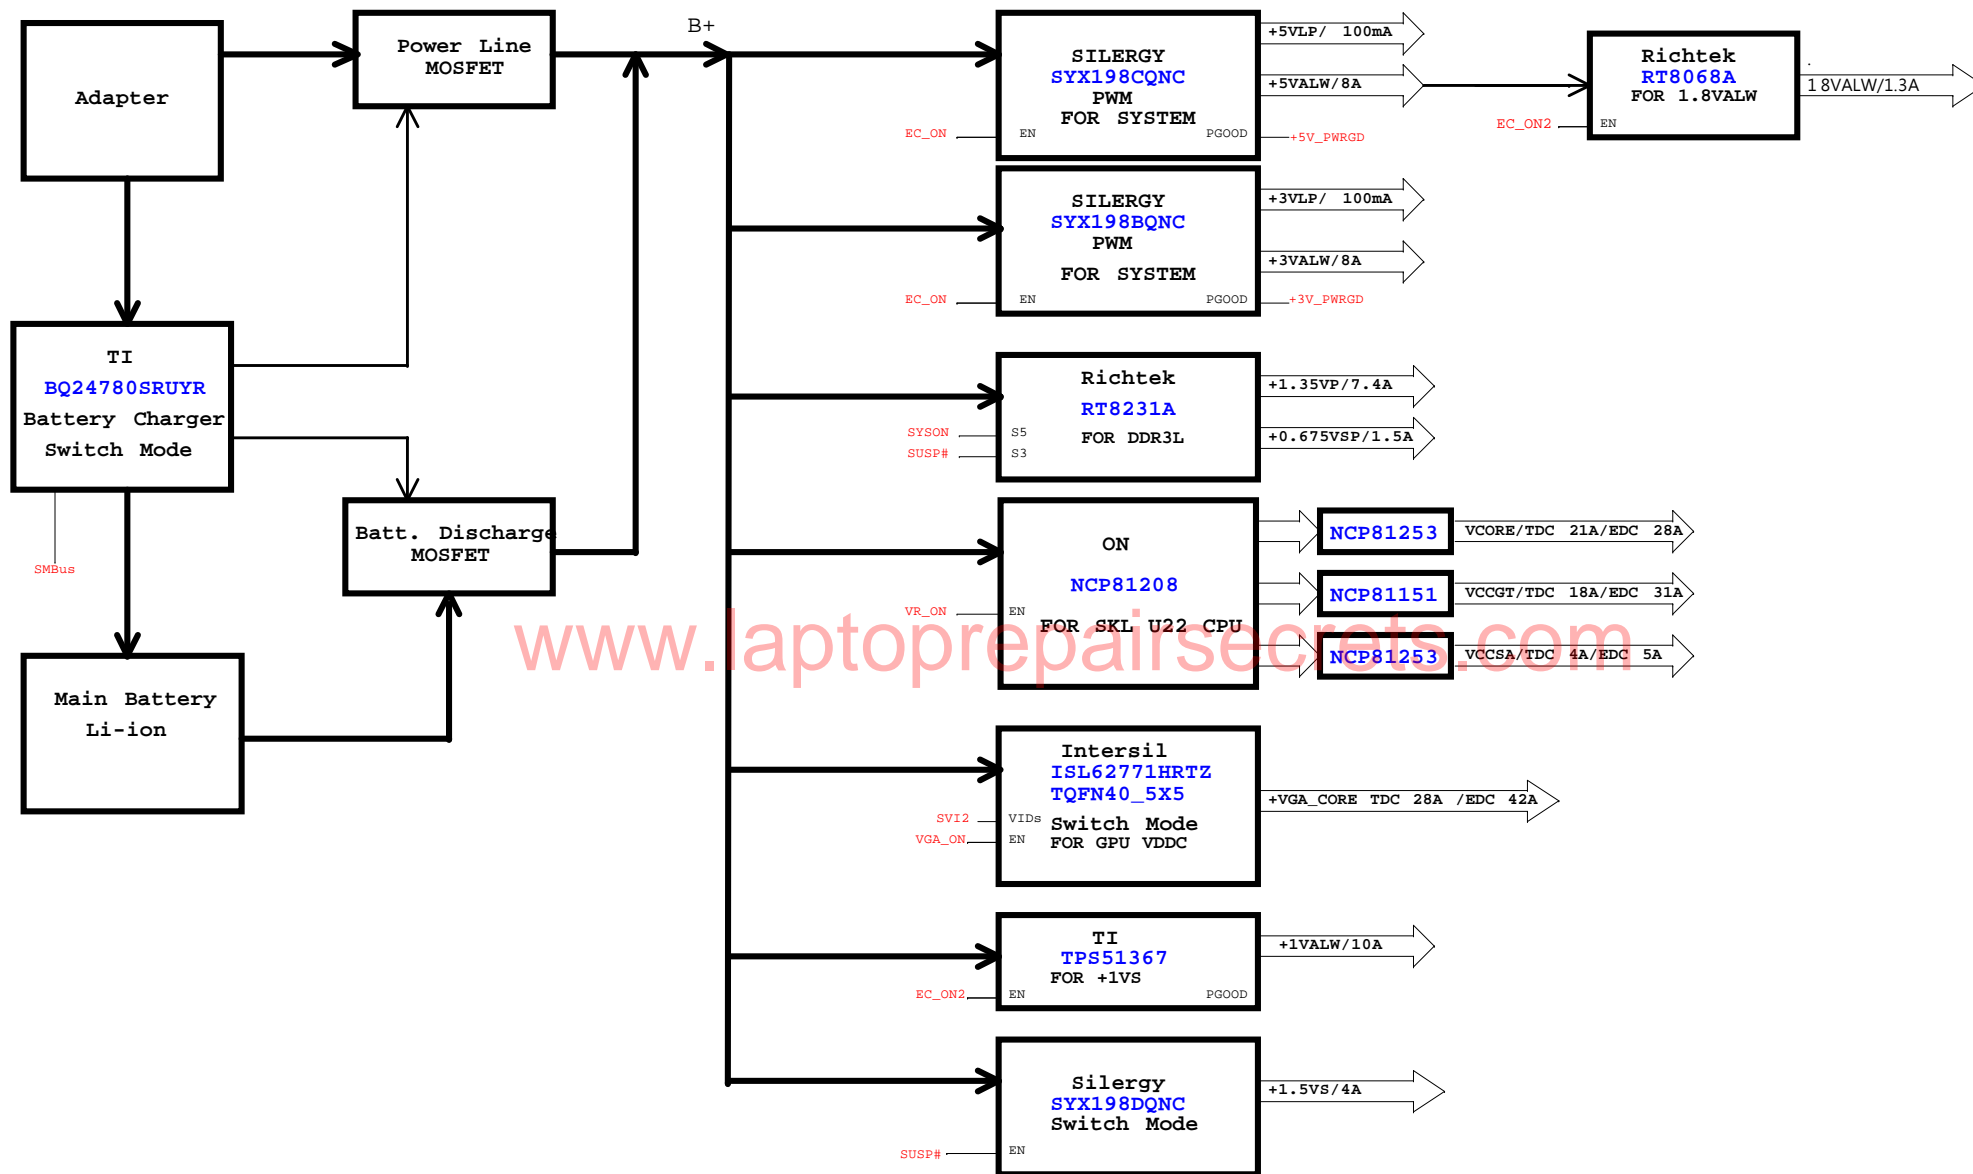 Adapter
Power Line
MOSFET
B+
TI
BQ24780SRUYR
Battery Charger
Switch Mode
SMBus
Batt. Discharge
MOSFET
Main Battery
Li-ion
SILERGY
SYX198CQNC
PWM
FOR SYSTEM
EC_ON
EN
PGOOD
+5VLP/ 100mA
+5VALW/8A
+5V_PWRGD
Richtek
RT8068A
FOR 1.8VALW
EC_ON2
EN
1.8VALW/1.3A
SILERGY
SYX198BQNC
PWM
FOR SYSTEM
EC_ON
EN
PGOOD
+3VLP/ 100mA
+3VALW/8A
+3V_PWRGD
Richtek
RT8231A
FOR DDR3L
SYSON
S5
SUSP#
S3
+1.35VP/7.4A
+0.675VSP/1.5A
ON
NCP81208
FOR SKL U22 CPU
VR_ON
EN
NCP81253
VCORE/TDC 21A/EDC 28A
NCP81151
VCCGT/TDC 18A/EDC 31A
NCP81253
VCCSA/TDC 4A/EDC 5A
www.laptoprepairsecrets.com
Intersil
ISL62771HRTZ
TQFN40_5X5
Switch Mode
FOR GPU VDDC
SVI2
VIDs
VGA_ON
EN
+VGA_CORE TDC 28A /EDC 42A
TI
TPS51367
FOR +1VS
EC_ON2
EN
PGOOD
+1VALW/10A
Silergy
SYX198DQNC
Switch Mode
SUSP#
EN
+1.5VS/4A